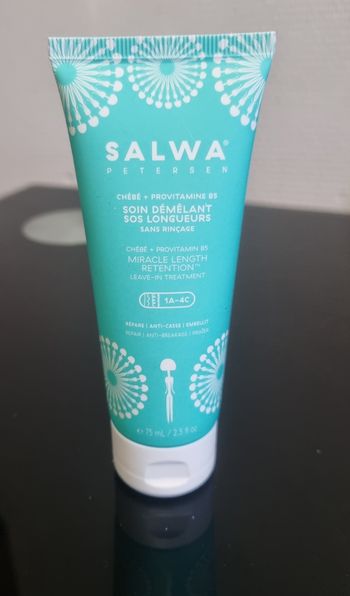 SALWA®
PETERSEN
CHÉBÉ + PROVITAMINE B5
SOIN DÉMÊLANT
SOS LONGUEURS
SANS RINÇAGE
CHÉBÉ + PROVITAMIN B5
MIRACLE LENGTH
RETENTION™
LEAVE-IN TREATMENT
1A-4C
RÉPARE | ANTI-CASSE | EMBELLIT
REPAIR | ANTI-BREAKAGE |
e 75 mL / 2.5 fl oz